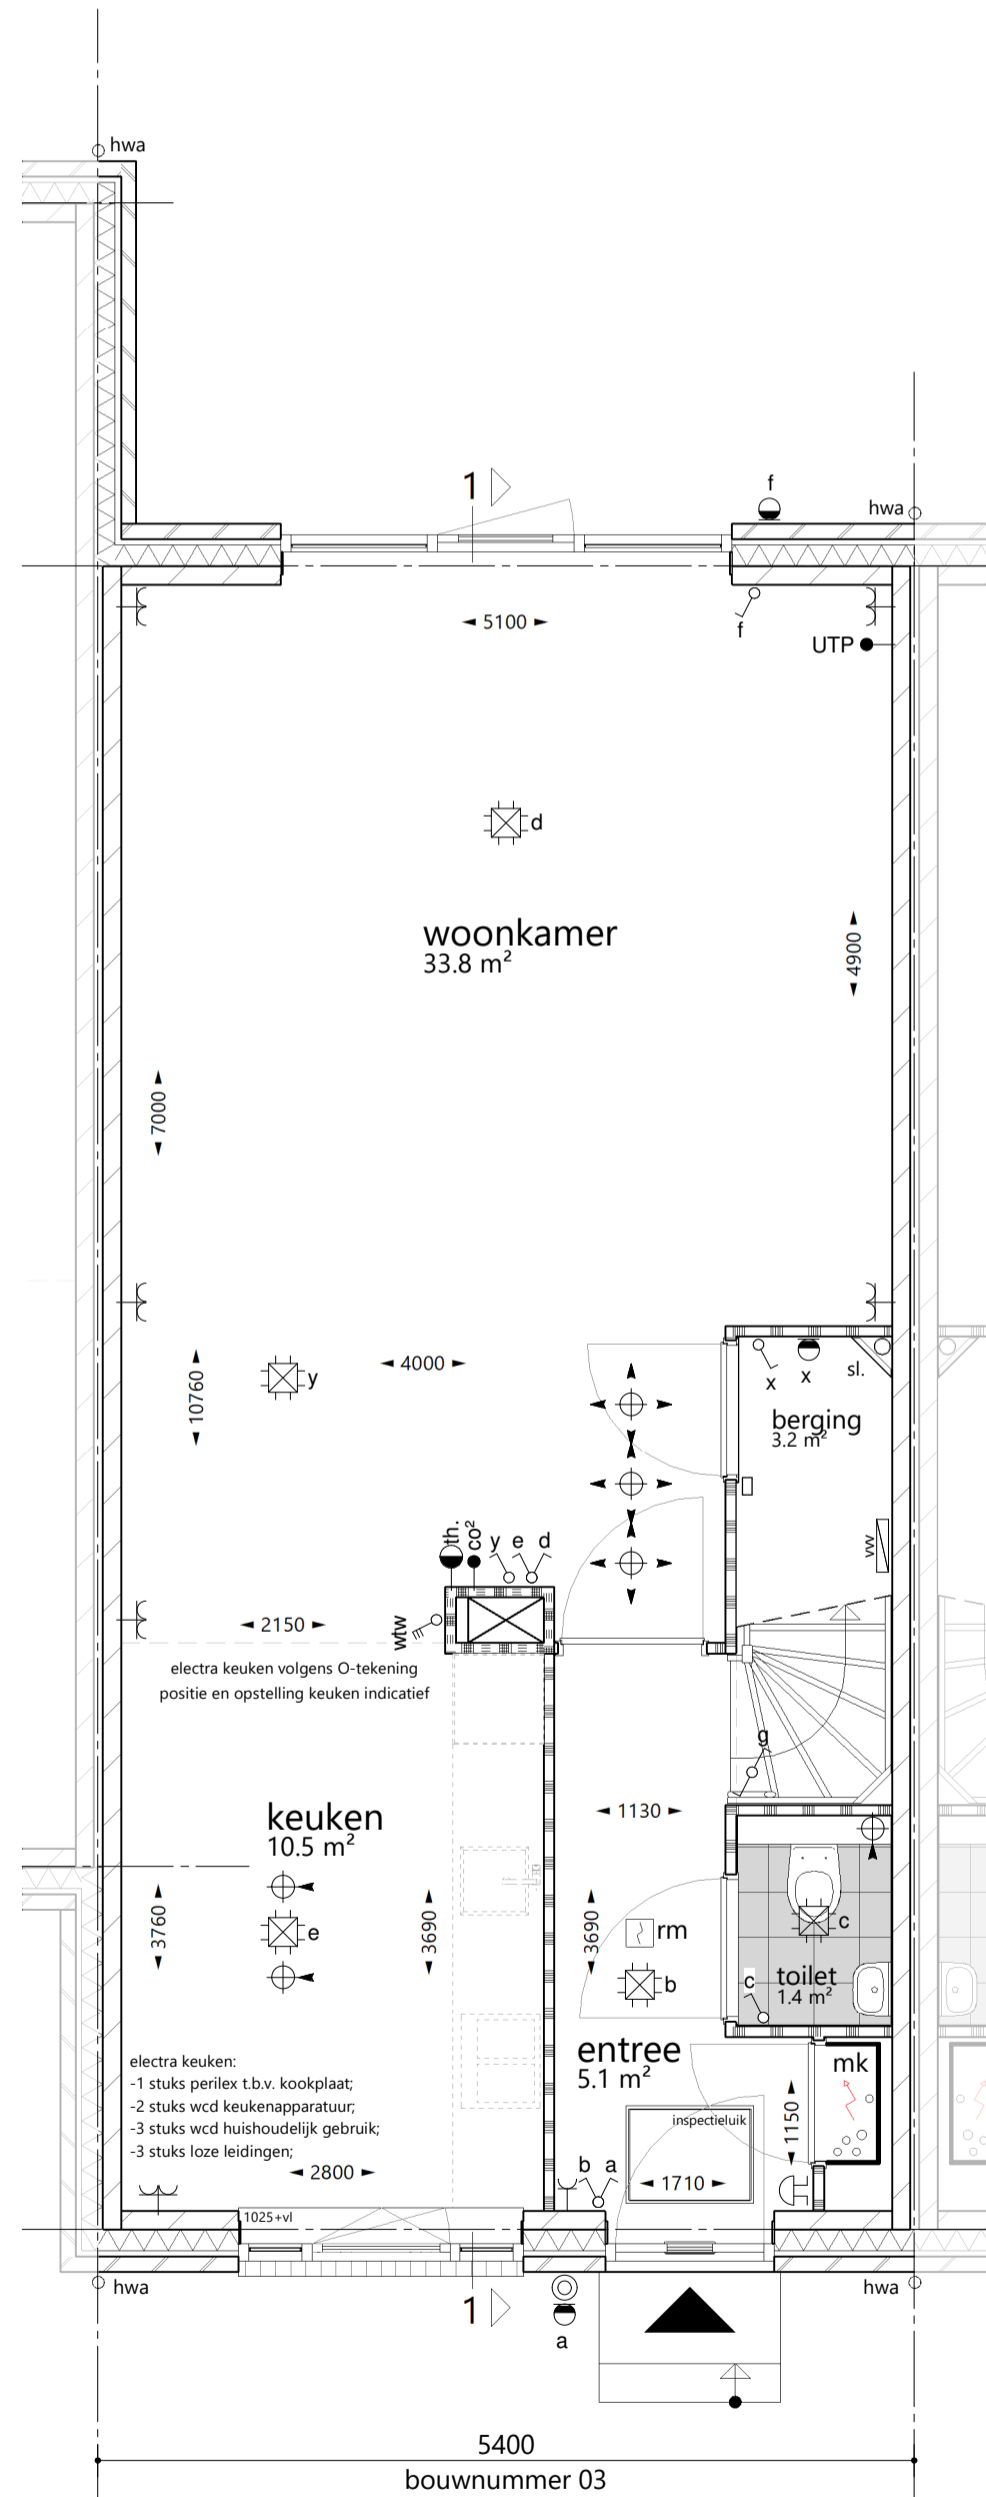 hwa
1
f
hwa
5100
f
UTP
d
woonkamer
33.8 m²
4900
7000
4000
10760
y
x
x
sl.
berging
3.2 m²
th.
co²
y e d
vw
wtw
2150
electra keuken volgens O-tekening
positie en opstelling keuken indicatief
g
keuken
10.5 m²
1130
e
3760
3690
3690
rm
b
c
c
toilet
1.4 m²
entree
5.1 m²
mk
electra keuken:
-1 stuks perilex t.b.v. kookplaat;
-2 stuks wcd keukenapparatuur;
-3 stuks wcd huishoudelijk gebruik;
-3 stuks loze leidingen;
inspectieluik
1150
2800
b a
1710
1025+vl
hwa
1
hwa
a
5400
bouwnummer 03